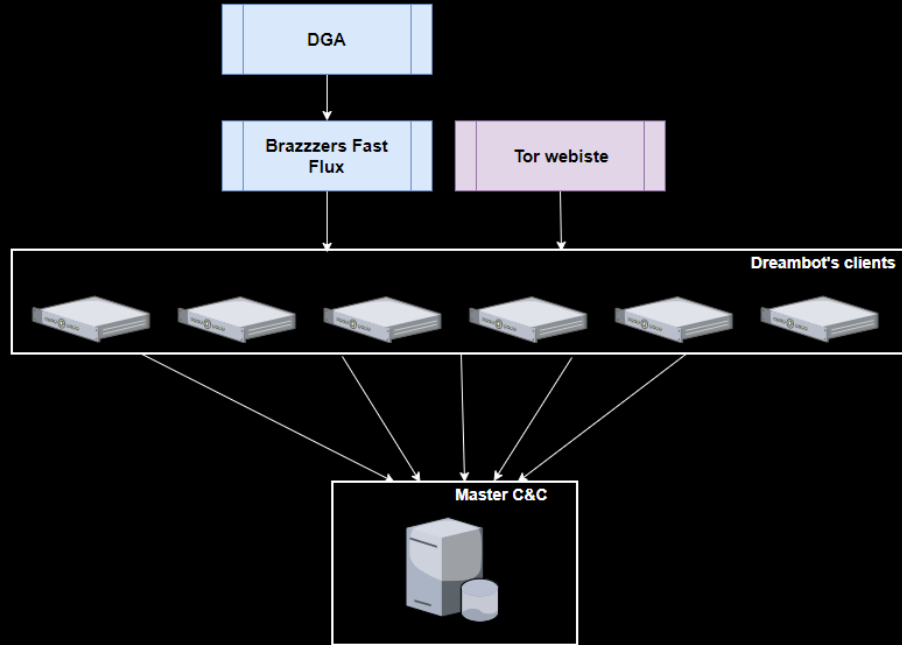 DGA
Brazzzers Fast
Flux
Tor webiste
Dreambot's clients
Master C&C